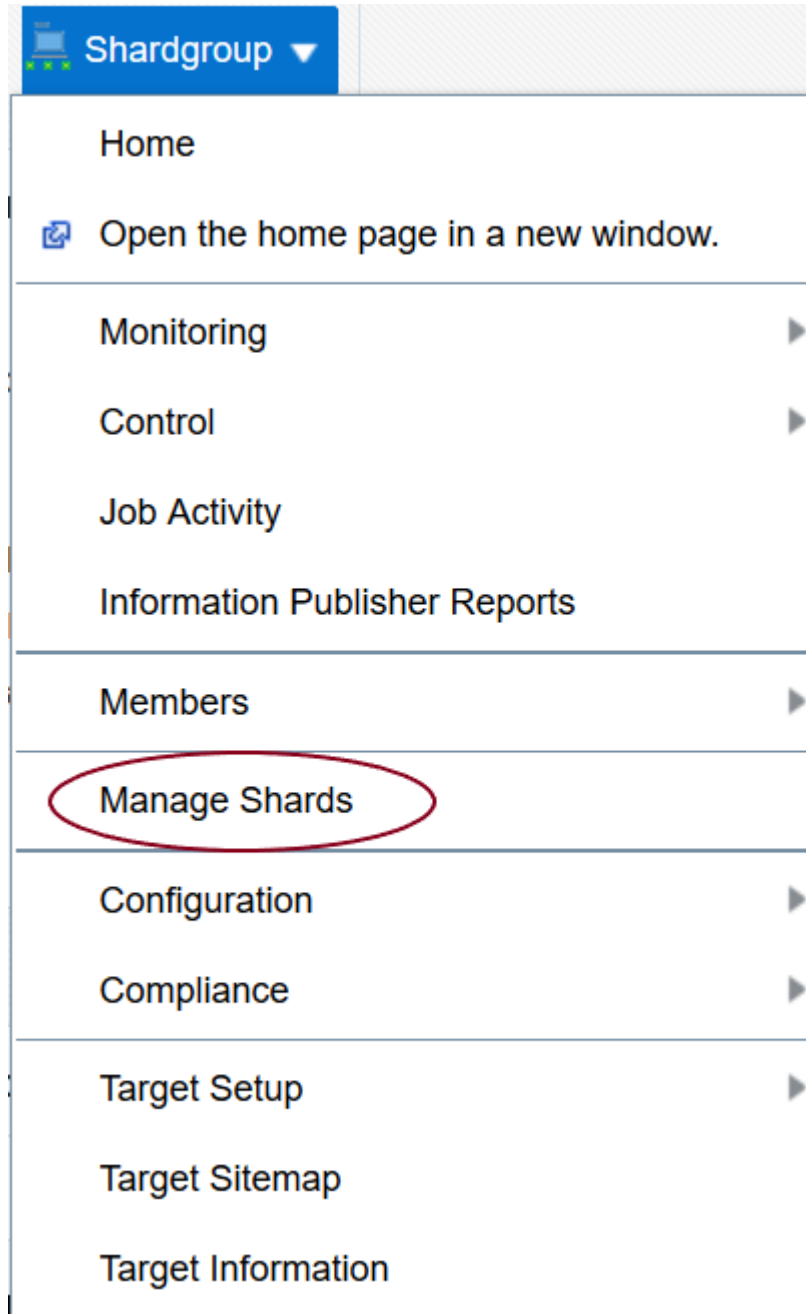 Shardgroup
Home
Open the home page in a new window.
Monitoring
Control
Job Activity
Information Publisher Reports
Members
Manage Shards
Configuration
Compliance
Target Setup
Target Sitemap
Target Information